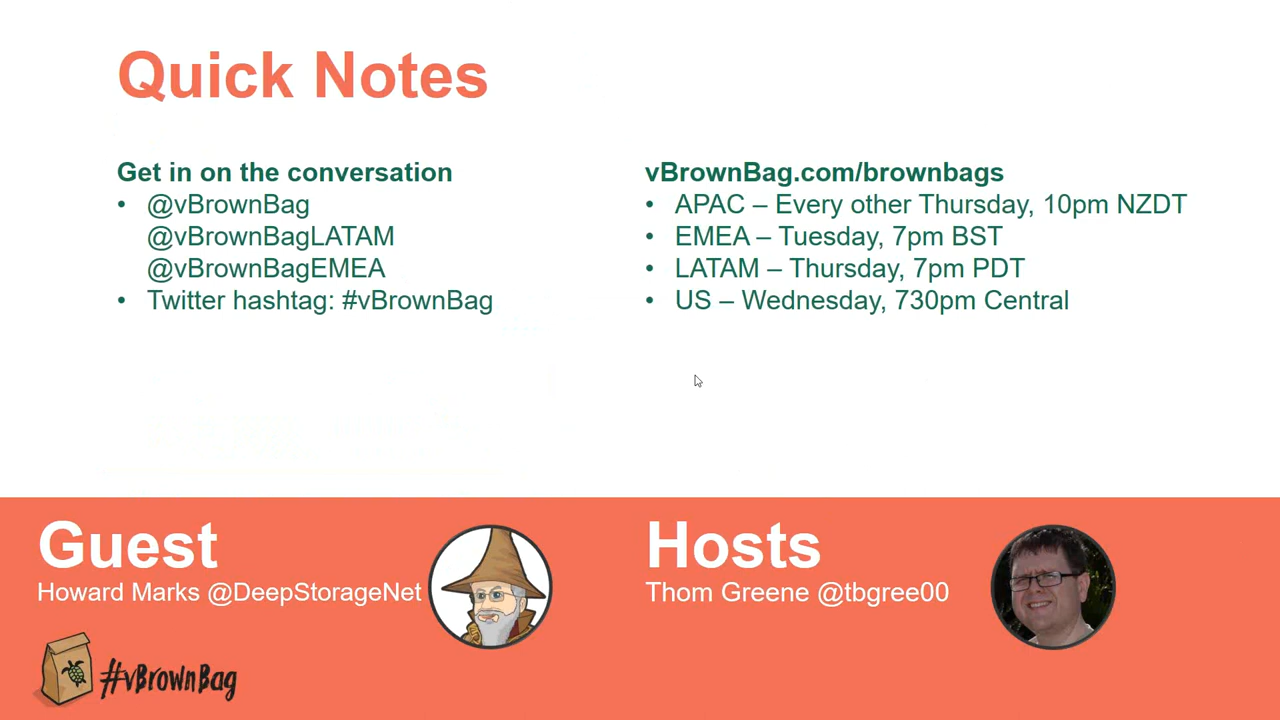 Quick Notes
Get in on the conversation
• @vBrownBag
@vBrownBagLATAM
@vBrownBagEMEA
• Twitter hashtag: #vBrownBag
vBrownBag.com/brownbags
• APAC – Every other Thursday, 10pm NZDT
• EMEA – Tuesday, 7pm BST
• LATAM – Thursday, 7pm PDT
• US – Wednesday, 730pm Central
Guest
Howard Marks @DeepStorageNet
Hosts
Thom Greene @tbgree00
#vBrownBag